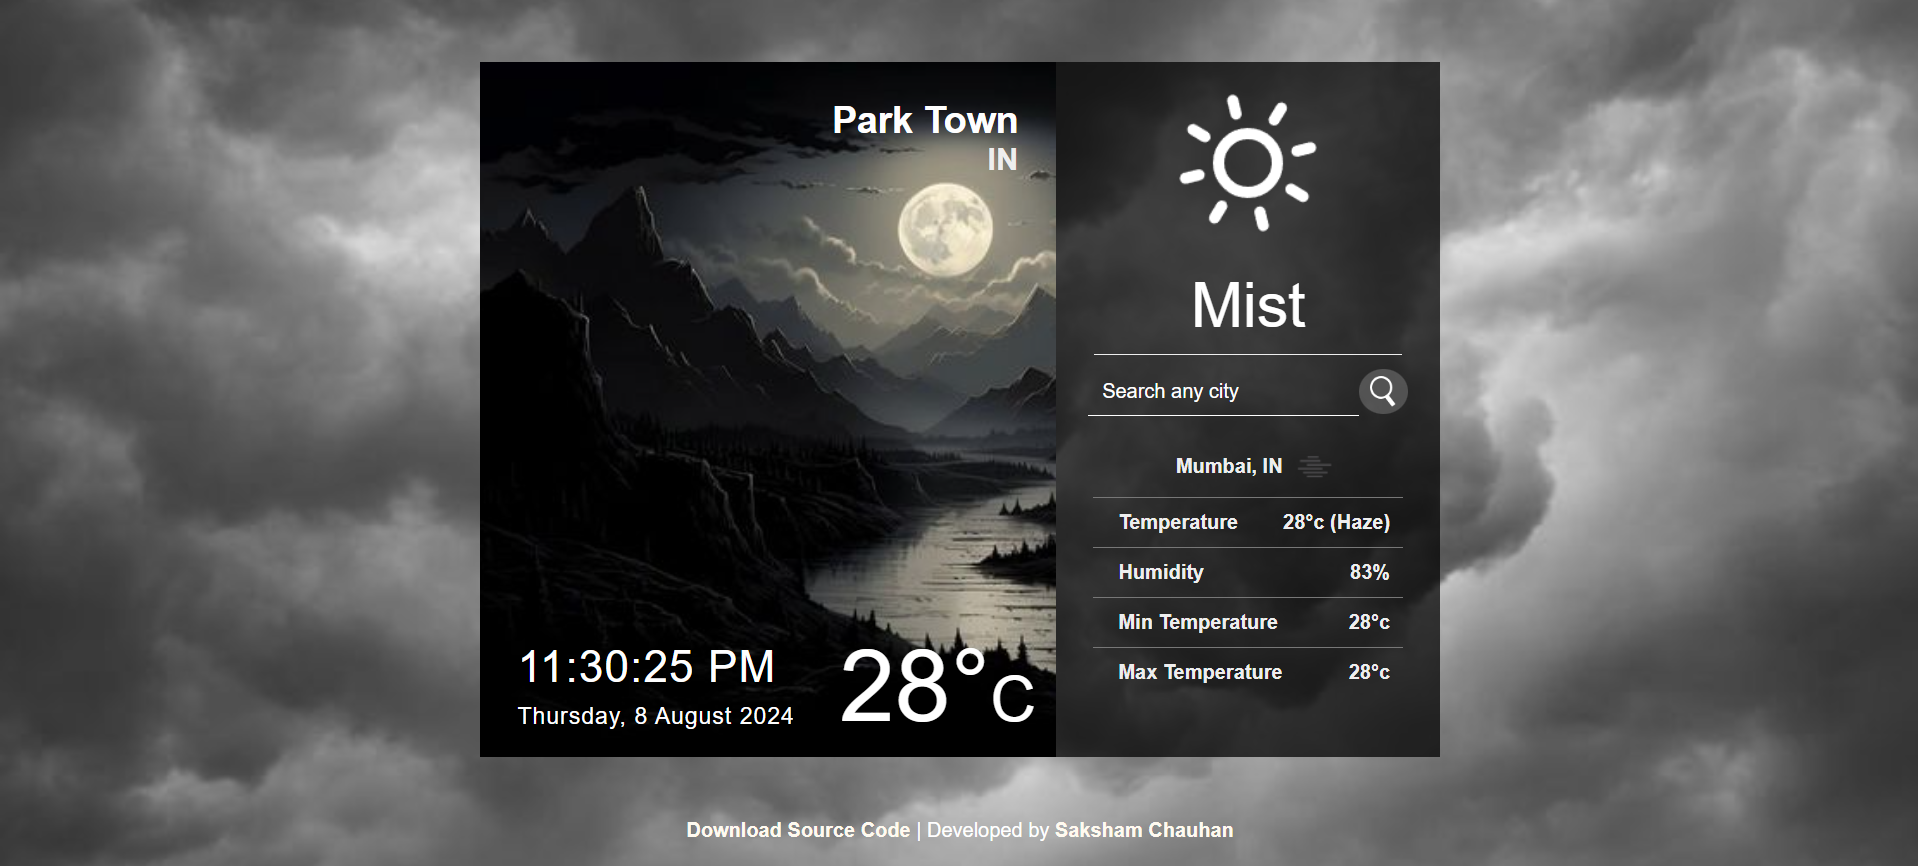 Park Town
IN
11:30:25 PM
Thursday, 8 August 2024
28°C
Mist
Search any city
Mumbai, IN
Temperature 28°c (Haze)
Humidity 83%
Min Temperature 28°c
Max Temperature 28°c
Download Source Code | Developed by Saksham Chauhan